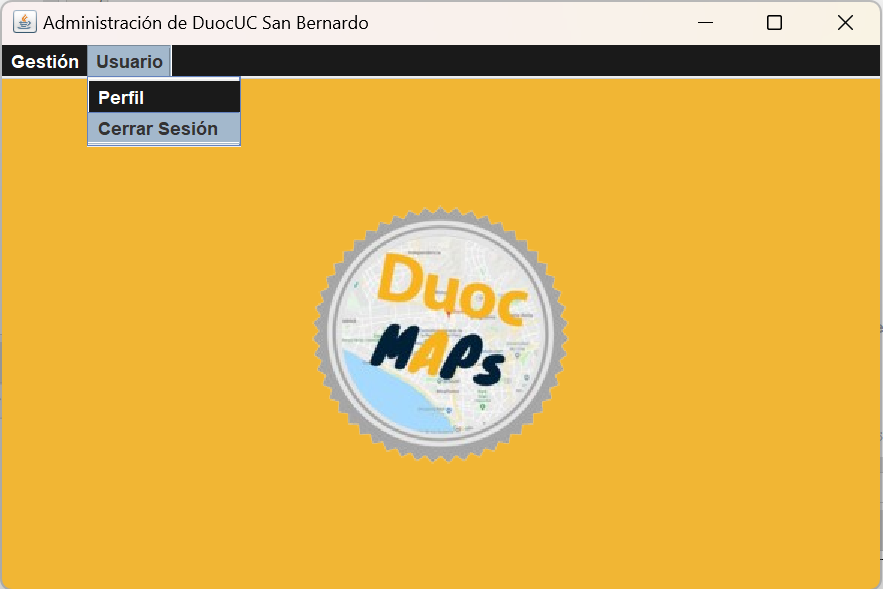 Administración de DuocUC San Bernardo
Gestión Usuario
Perfil
Cerrar Sesión
Duoc
MAPs